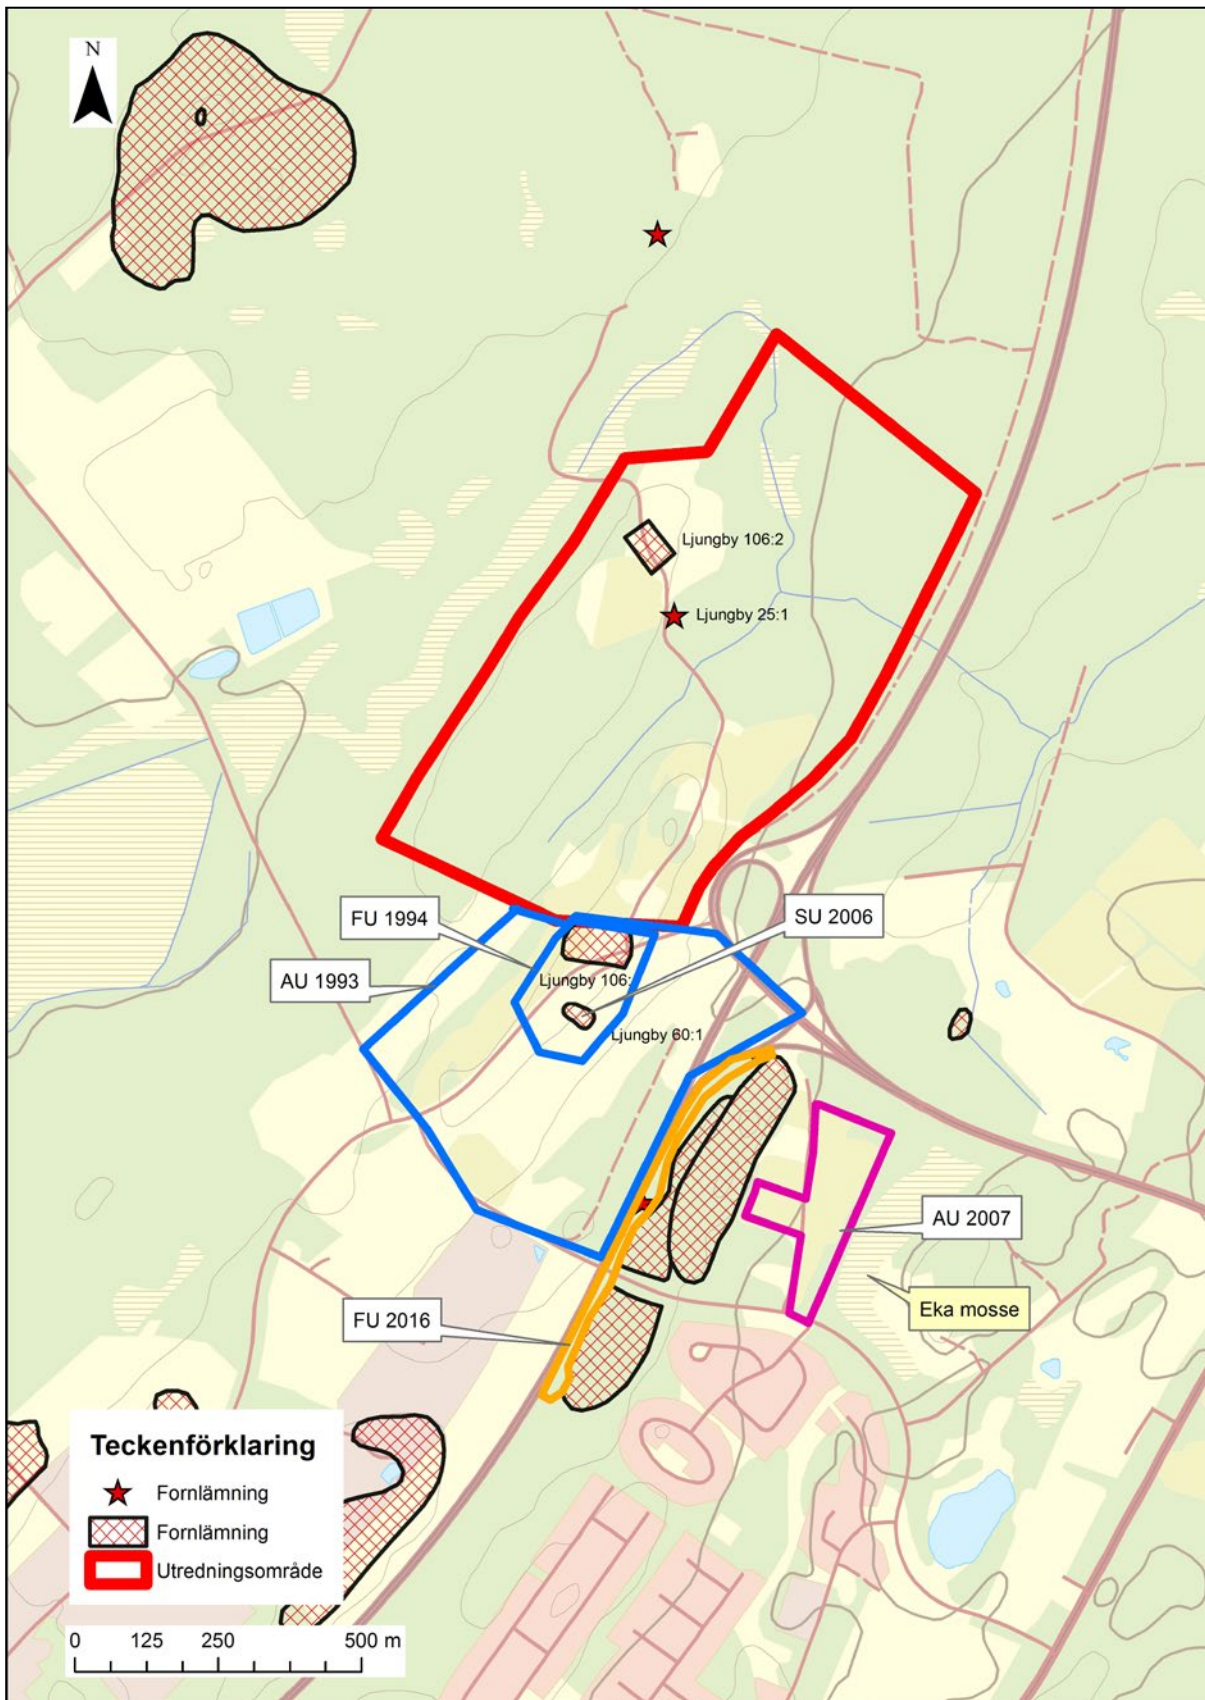 N
Ljungby 106:2
Ljungby 25:1
FU 1994
SU 2006
AU 1993
Ljungby 106:
Ljungby 60:1
AU 2007
Eka mosse
FU 2016
Teckenförklaring
Fornlämning
Fornlämning
Utredningsområde
0 125 250 500 m